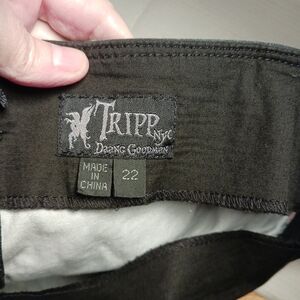 TRIPP NYC
DAANG GOODMAN
MADE
IN
CHINA
22